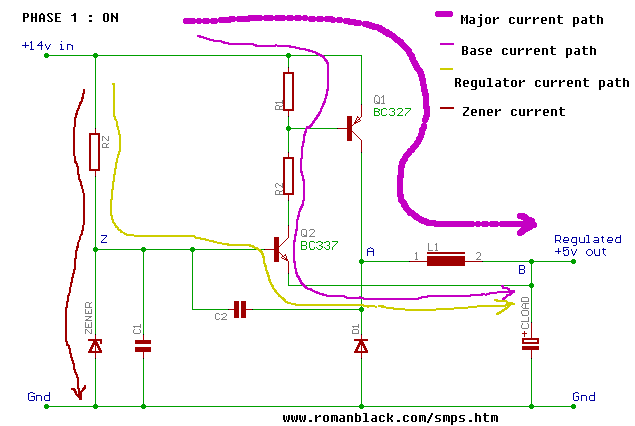 PHASE 1 : ON
Major current path
+14v in
Base current path
Regulator current path
Zener current
Q1
BC327
R1
R2
R2
Q2
BC337
Z
A
L1
1
2
B
Regulated
+5v out
ZENER
C1
C2
D1
+
CLOAD
Gnd
Gnd
www.romanblack.com/smps.htm